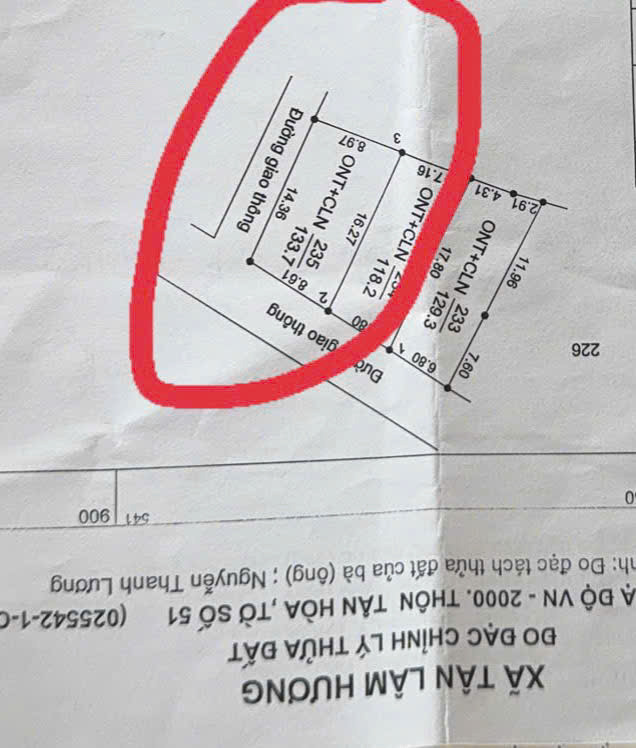 XÃ TÂN LÂM HƯƠNG
ĐO ĐẠC CHỈNH LÝ THỬA ĐẤT
Ạ ĐỘ VN - 2000. THÔN TÂN HÒA ,TỜ SỐ 51 (025542-1-
nh: Đo đạc tách thửa đất của bà (ông) ; Nguyễn Thanh Lương
541
900
226
7.60
6.80
1
Đườ
giao thông
8.61
2
11.96
ONT+CLN 233
129.3
17.80
ONT+CLN
118.2
16.27
ONT+CLN 235
133.7
14.36
Đường giao thông
2.91
4.31
7.16
3
8.97